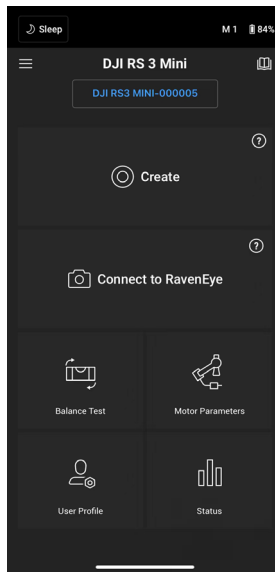 Sleep M 1 84%
DJI RS 3 Mini
DJI RS3 MINI-000005
?
Create
?
Connect to RavenEye
Balance Test Motor Parameters
User Profile Status